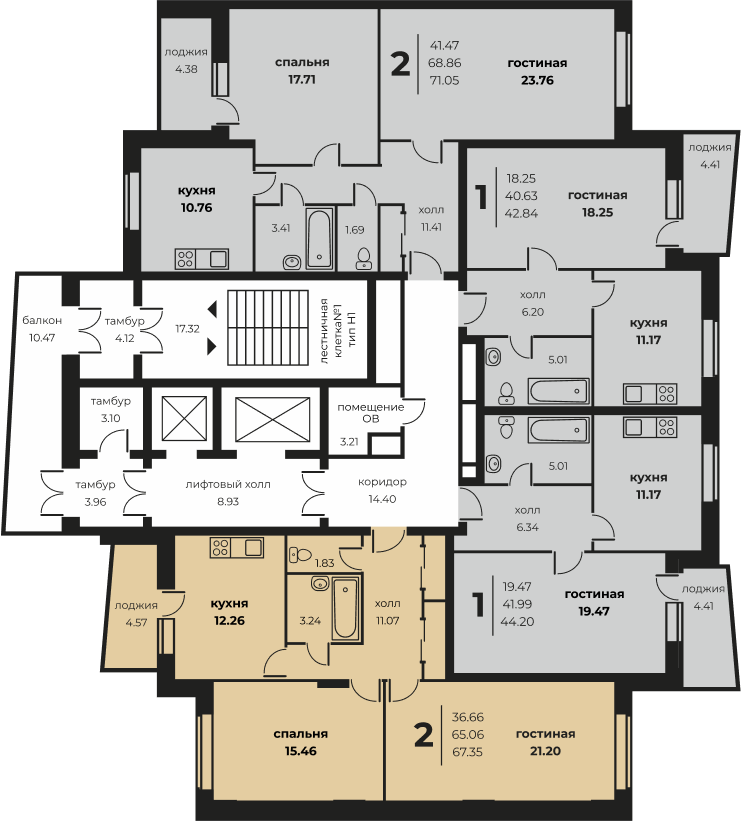 лоджия
4.38
спальня
17.71
2
41.47
68.86
71.05
гостиная
23.76
лоджия
4.41
кухня
10.76
3.41
1.69
холл
11.41
1
18.25
40.63
42.84
гостиная
18.25
балкон
10.47
тамбур
4.12
17.32
лестничная
клетка№1
тип Н1
холл
6.20
кухня
11.17
5.01
тамбур
3.10
помещение
ОВ
3.21
5.01
кухня
11.17
тамбур
3.96
лифтовый холл
8.93
коридор
14.40
холл
6.34
лоджия
4.57
кухня
12.26
1.83
3.24
холл
11.07
1
19.47
41.99
44.20
гостиная
19.47
лоджия
4.41
спальня
15.46
2
36.66
65.06
67.35
гостиная
21.20